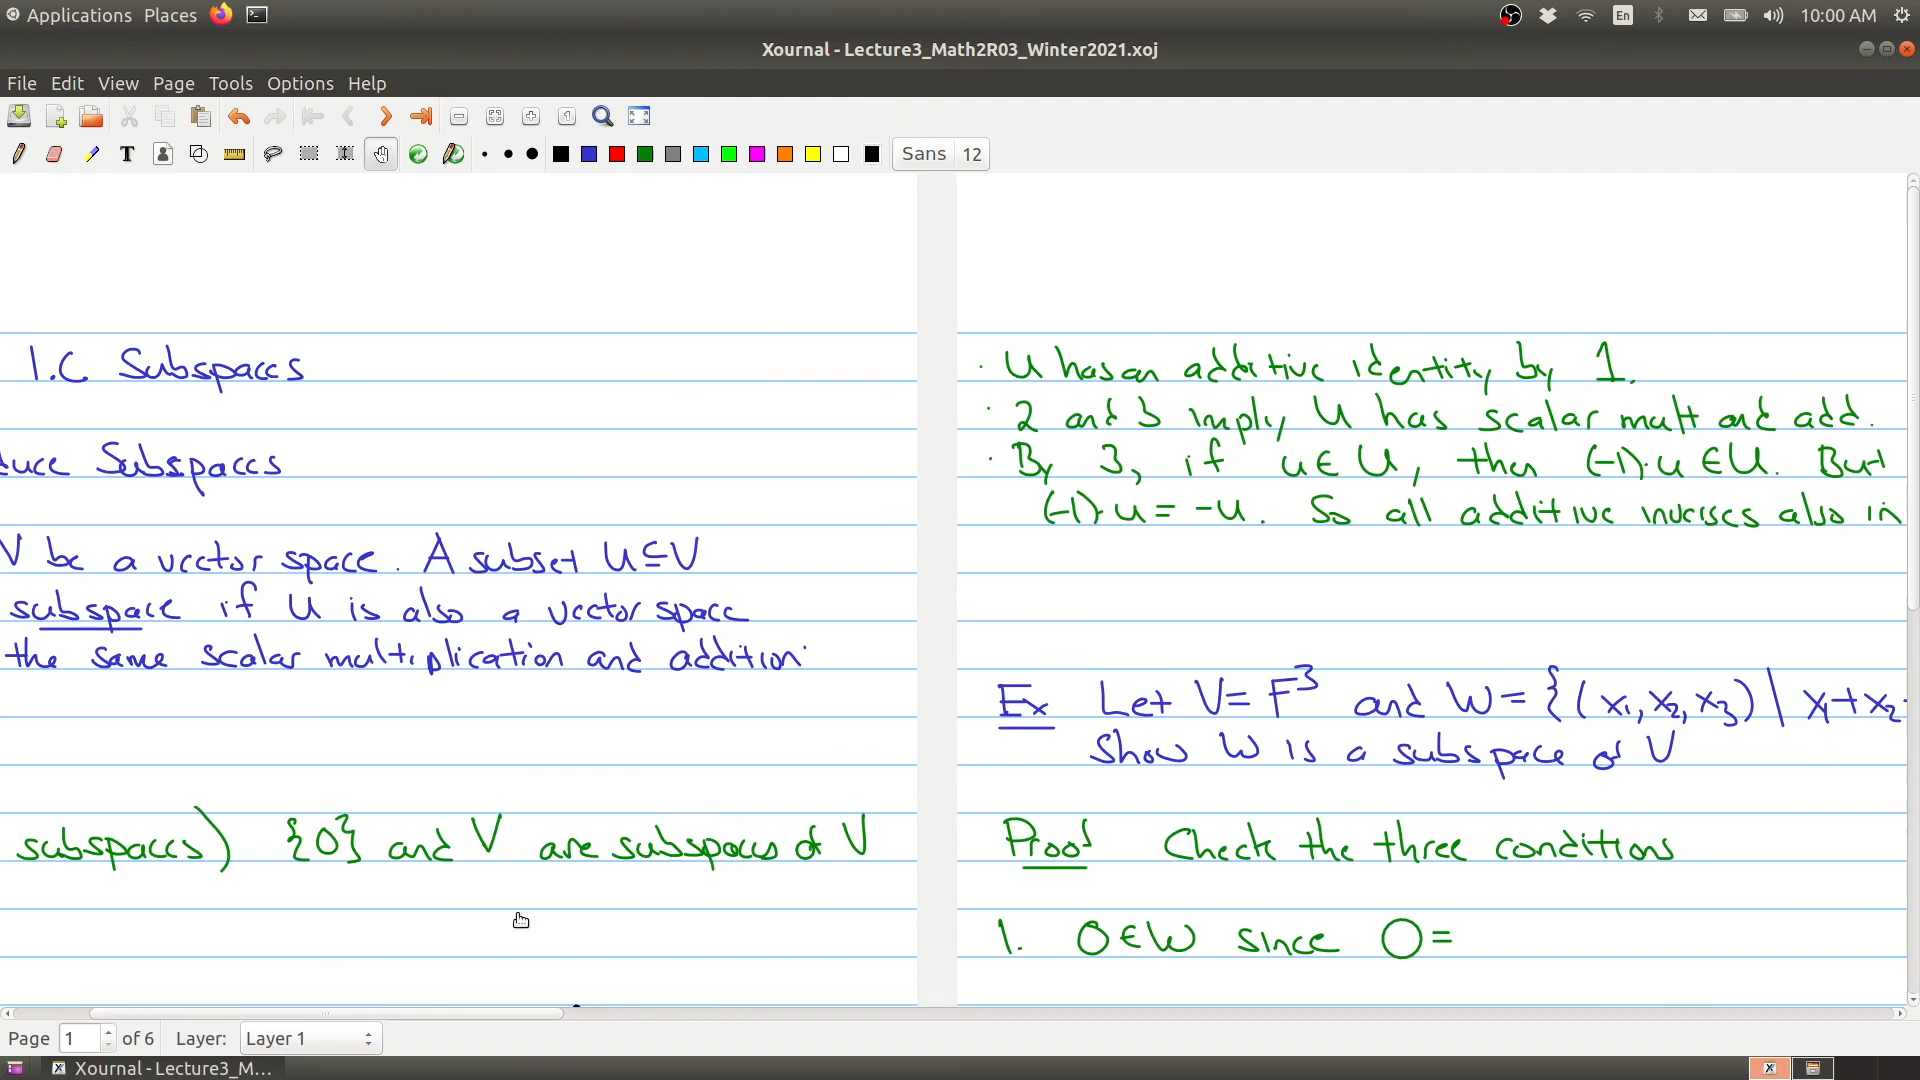 Applications Places En 10:00 AM
Xournal - Lecture3_Math2R03_Winter2021.xoj
File Edit View Page Tools Options Help
Sans 12
1.C Subspaces
duce Subspaces
V be a vector space. A subset U⊆V
subspace if U is also a vector space
the same scalar multiplication and addition.
subspaces) {0} and V are subspaces of V
· U has an additive identity by 1.
· 2 and 3 imply U has scalar mult and add.
· By 3, if u∈U, then (-1)·u∈U. But
(-1)·u = -u. So all additive inverses also in
Ex Let V= F³ and W= {(x₁,x₂,x₃) | x₁+x₂
Show W is a subspace of V
Proof Check the three conditions
1. 0∈W since 0=
Page 1 of 6 Layer: Layer 1
Xournal - Lecture3_M...